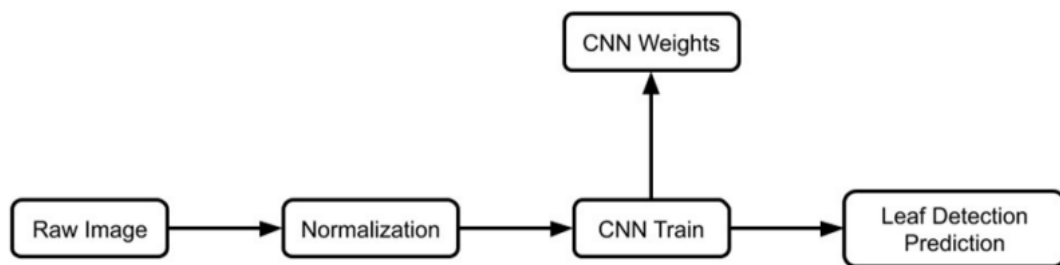 CNN Weights
Raw Image
Normalization
CNN Train
Leaf Detection
Prediction